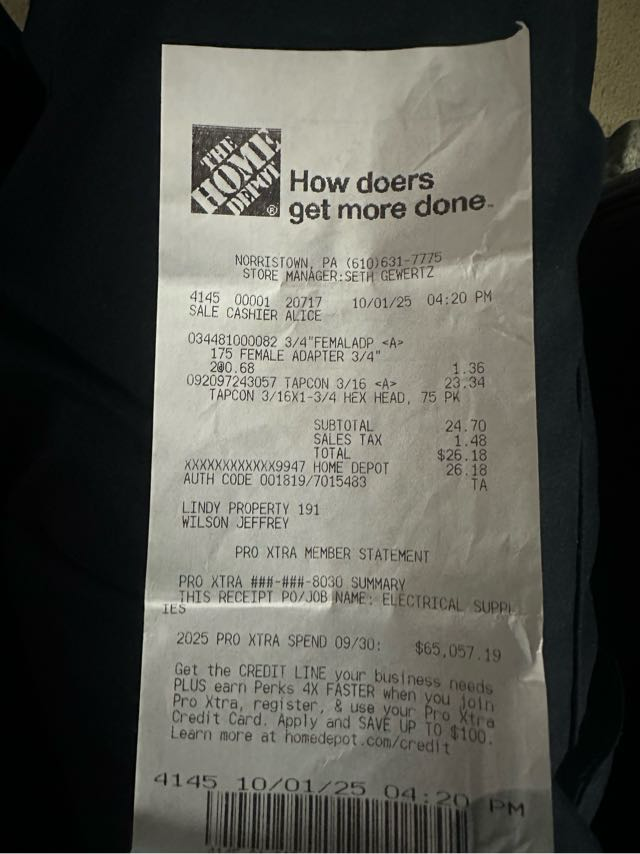 THE
HOME
DEPOT
®
How doers
get more done™
NORRISTOWN, PA (610)631-7775
STORE MANAGER:SETH GEWERTZ
4145 00001 20717 10/01/25 04:20 PM
SALE CASHIER ALICE
034481000082 3/4"FEMALADP <A>
175 FEMALE ADAPTER 3/4"
2@0.68 1.36
092097243057 TAPCON 3/16 <A> 23.34
TAPCON 3/16X1-3/4 HEX HEAD, 75 PK
SUBTOTAL 24.70
SALES TAX 1.48
TOTAL $26.18
XXXXXXXXXXXX9947 HOME DEPOT 26.18
AUTH CODE 001819/7015483 TA
LINDY PROPERTY 191
WILSON JEFFREY
PRO XTRA MEMBER STATEMENT
PRO XTRA ###-###-8030 SUMMARY
THIS RECEIPT PO/JOB NAME: ELECTRICAL SUPPL
IES
2025 PRO XTRA SPEND 09/30: $65,057.19
Get the CREDIT LINE your business needs
PLUS earn Perks 4X FASTER when you join
Pro Xtra, register, & use your Pro Xtra
Credit Card. Apply and SAVE UP TO $100.
Learn more at homedepot.com/credit
4145 10/01/25 04:20 PM